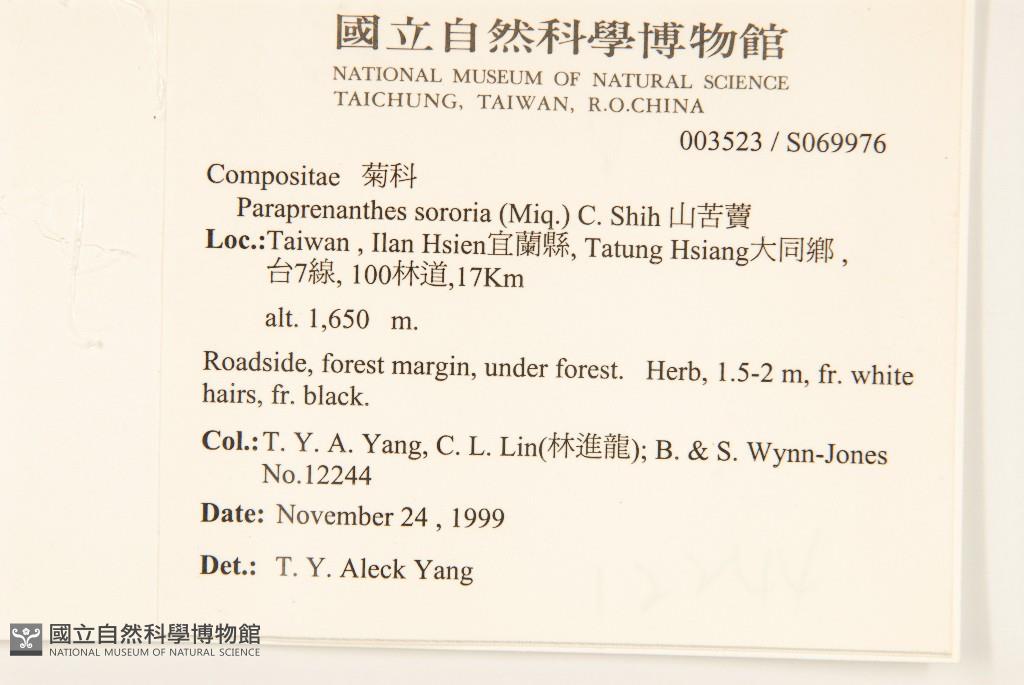 國立自然科學博物館
NATIONAL MUSEUM OF NATURAL SCIENCE
TAICHUNG, TAIWAN, R.O.CHINA
003523 / S069976
Compositae 菊科
Paraprenanthes sororia (Miq.) C. Shih 山苦藚
Loc.:Taiwan , Ilan Hsien宜蘭縣, Tatung Hsiang大同鄉 ,
台7線, 100林道,17Km
alt. 1,650 m.
Roadside, forest margin, under forest. Herb, 1.5-2 m, fr. white
hairs, fr. black.
Col.:T. Y. A. Yang, C. L. Lin(林進龍); B. & S. Wynn-Jones
No.12244
Date: November 24 , 1999
Det.: T. Y. Aleck Yang
國立自然科學博物館
NATIONAL MUSEUM OF NATURAL SCIENCE